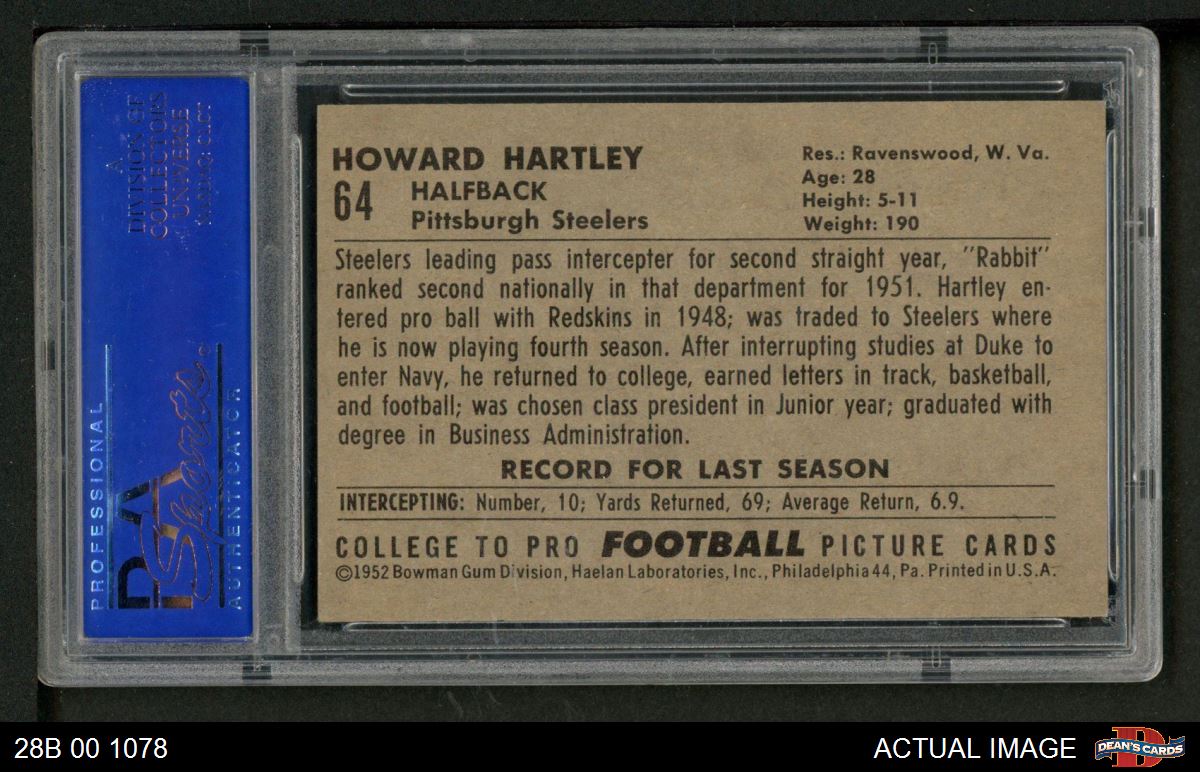 A
DIVISION OF
COLLECTORS
UNIVERSE
NASDAQ: CLCT
PROFESSIONAL
PSA
Sports
AUTHENTICATOR
HOWARD HARTLEY
64
HALFBACK
Pittsburgh Steelers
Res.: Ravenswood, W. Va.
Age: 28
Height: 5-11
Weight: 190
Steelers leading pass intercepter for second straight year, "Rabbit"
ranked second nationally in that department for 1951. Hartley en-
tered pro ball with Redskins in 1948; was traded to Steelers where
he is now playing fourth season. After interrupting studies at Duke to
enter Navy, he returned to college, earned letters in track, basketball,
and football; was chosen class president in Junior year; graduated with
degree in Business Administration.
RECORD FOR LAST SEASON
INTERCEPTING: Number, 10; Yards Returned, 69; Average Return, 6.9.
COLLEGE TO PRO FOOTBALL PICTURE CARDS
©1952 Bowman Gum Division, Haelan Laboratories, Inc., Philadelphia 44, Pa. Printed in U.S.A.
28B 00 1078
ACTUAL IMAGE
D
DEAN'S CARDS